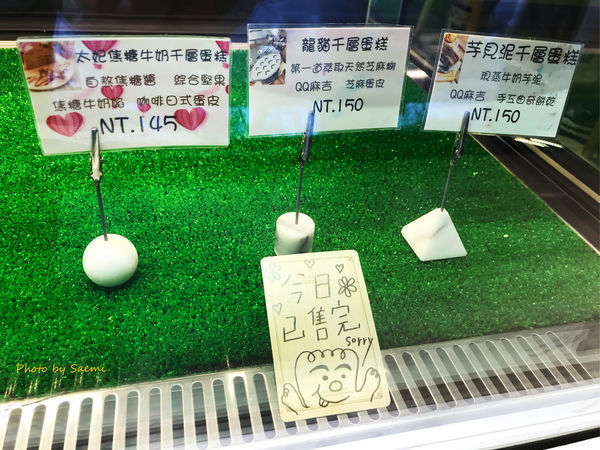 太妃焦糖牛奶千層蛋糕
自熬焦糖醬 綜合堅果
焦糖牛奶餡 咖啡日式蛋皮
NT.145
龍貓千層蛋糕
第一道萃取天然芝麻糊
QQ麻吉 芝麻蛋皮
NT.150
芋見泥千層蛋糕
現蒸牛奶芋泥
QQ麻吉 手工曲奇餅乾
NT.150
今日
已售完
sorry
Photo by Saemi